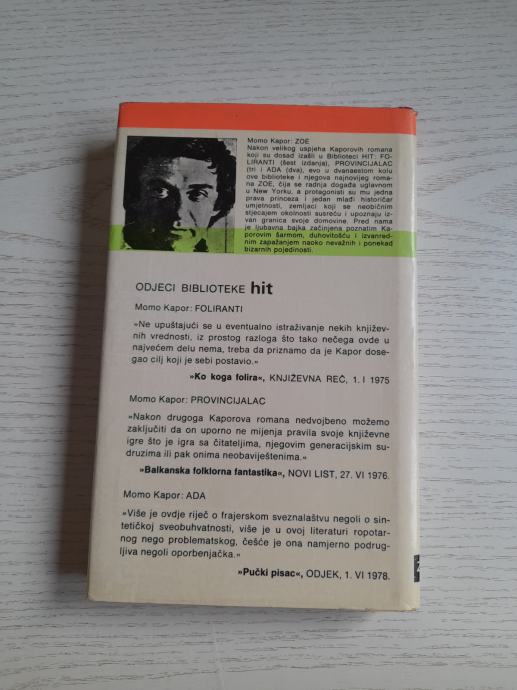 Momo Kapor: ZOE
Nakon velikog uspjeha Kaporovih romana
koji su dosad izašli u Biblioteci HIT: FO-
LIRANTI (šest izdanja), PROVINCIJALAC
(tri i ADA (dva), evo u dvanaestom kolu
ove biblioteke i njegova najnovijeg roma-
na ZOE, čija se radnja događa uglavnom
u New Yorku, a protagonisti su mu jedna
prava princeza i jedan mlađi historičar
umjetnosti, zemljaci koji se neobičnim
stjecajem okolnosti susreću i upoznaju iz-
van granica svoje domovine. Pred nama
je ljubavna bajka začinjena poznatim Ka-
porovim šarmom, duhovitošću i izvanred-
nim zapažanjem naoko nevažnih i ponekad
bizarnih pojedinosti.
ODJECI BIBLIOTEKE hit
Momo Kapor: FOLIRANTI
»Ne upuštajući se u eventualno istraživanje nekih književ-
nih vrednosti, iz prostog razloga što tako nečega ovde u
najvećem delu nema, treba da priznamo da je Kapor dose-
gao cilj koji je sebi postavio.«
»Ko koga folira«, KNJIŽEVNA REČ, 1. I 1975
Momo Kapor: PROVINCIJALAC
»Nakon drugoga Kaporova romana nedvojbeno možemo
zaključiti da on uporno ne mijenja pravila svoje književne
igre što je igra sa čitateljima, njegovim generacijskim su-
druzima ili pak onima neobaviještenima.«
»Balkanska folklorna fantastika«, NOVI LIST, 27. VI 1976.
Momo Kapor: ADA
»Više je ovdje riječ o frajerskom sveznalaštvu negoli o sin-
tetičkoj sveobuhvatnosti, više je u ovoj literaturi ropotar-
nog nego problematskog, češće je ona namjerno podrug-
ljiva negoli oporbenjačka.«
»Pučki pisac«, ODJEK, 1. VI 1978.